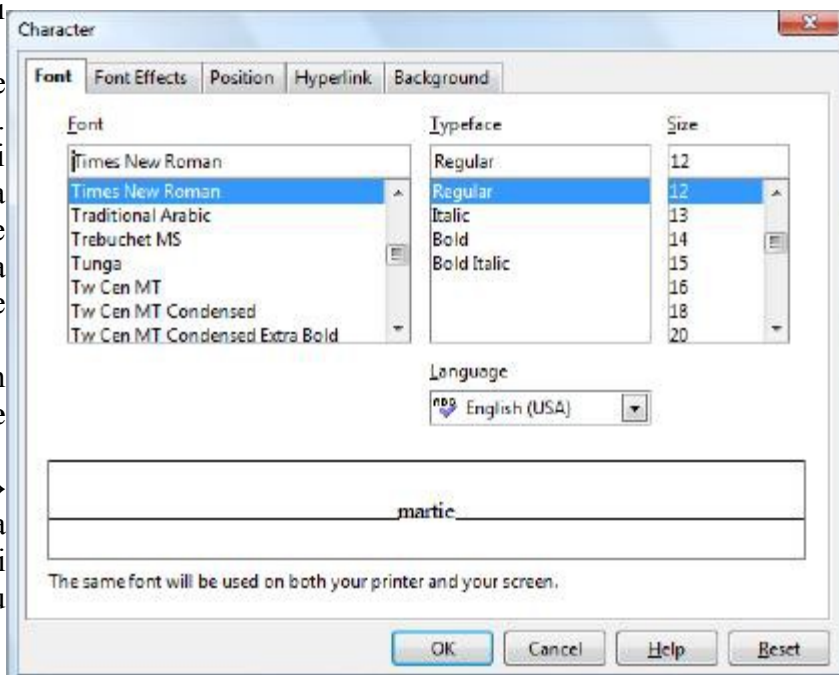 Character
Font Font Effects Position Hyperlink Background
Font Typeface Size
Times New Roman Regular 12
Times New Roman Regular 12
Traditional Arabic Italic 13
Trebuchet MS Bold 14
Tunga Bold Italic 15
Tw Cen MT 16
Tw Cen MT Condensed 18
Tw Cen MT Condensed Extra Bold 20
Language
English (USA)
martie
The same font will be used on both your printer and your screen.
OK Cancel Help Reset